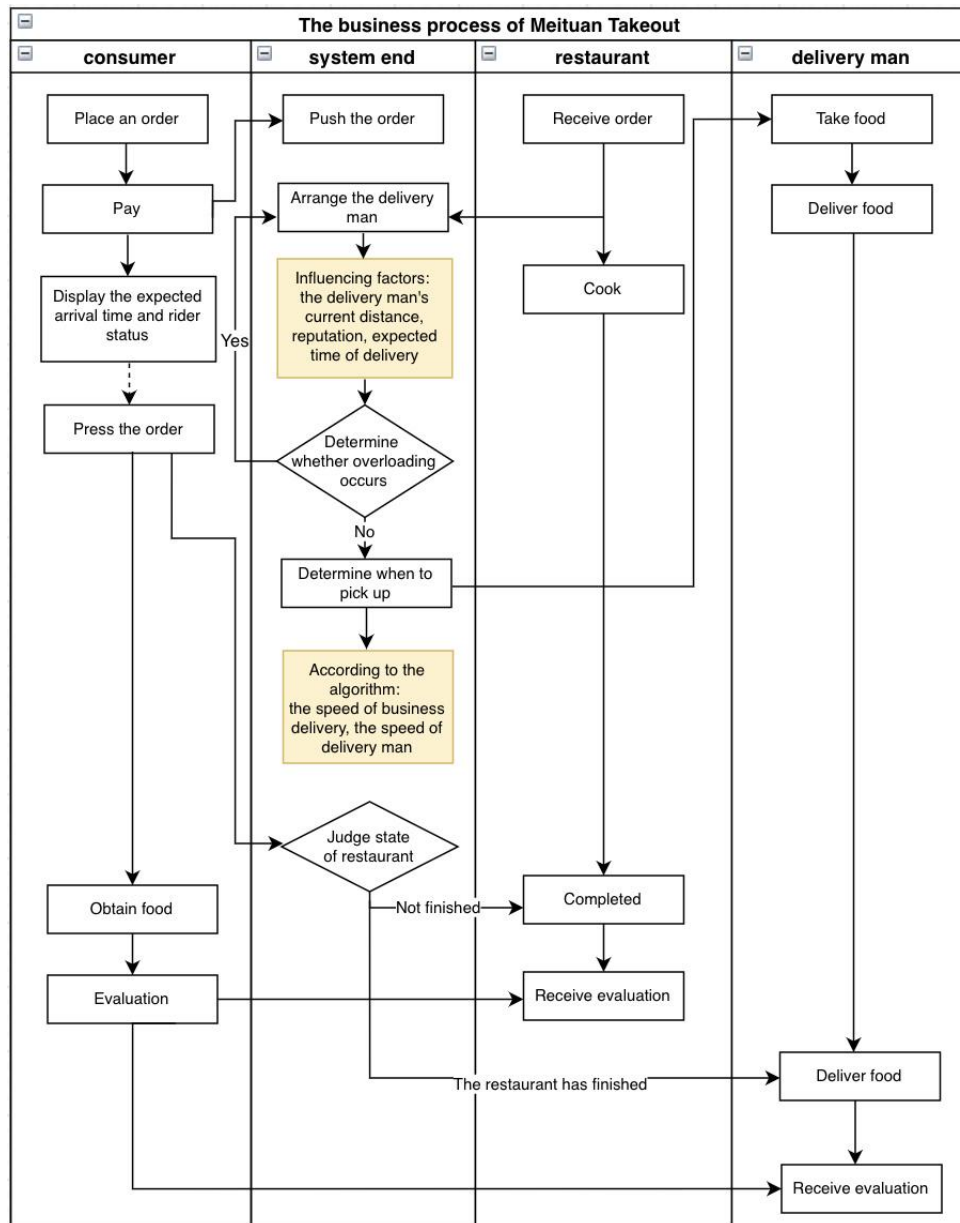 The business process of Meituan Takeout
consumer
system end
restaurant
delivery man
Place an order
Push the order
Receive order
Take food
Pay
Arrange the delivery
man
Deliver food
Display the expected
arrival time and rider
status
Influencing factors:
the delivery man's
current distance,
reputation, expected
time of delivery
Cook
Yes
Press the order
Determine
whether overloading
occurs
No
Determine when to
pick up
According to the
algorithm:
the speed of business
delivery, the speed of
delivery man
Judge state
of restaurant
Obtain food
Not finished
Completed
Evaluation
Receive evaluation
The restaurant has finished
Deliver food
Receive evaluation